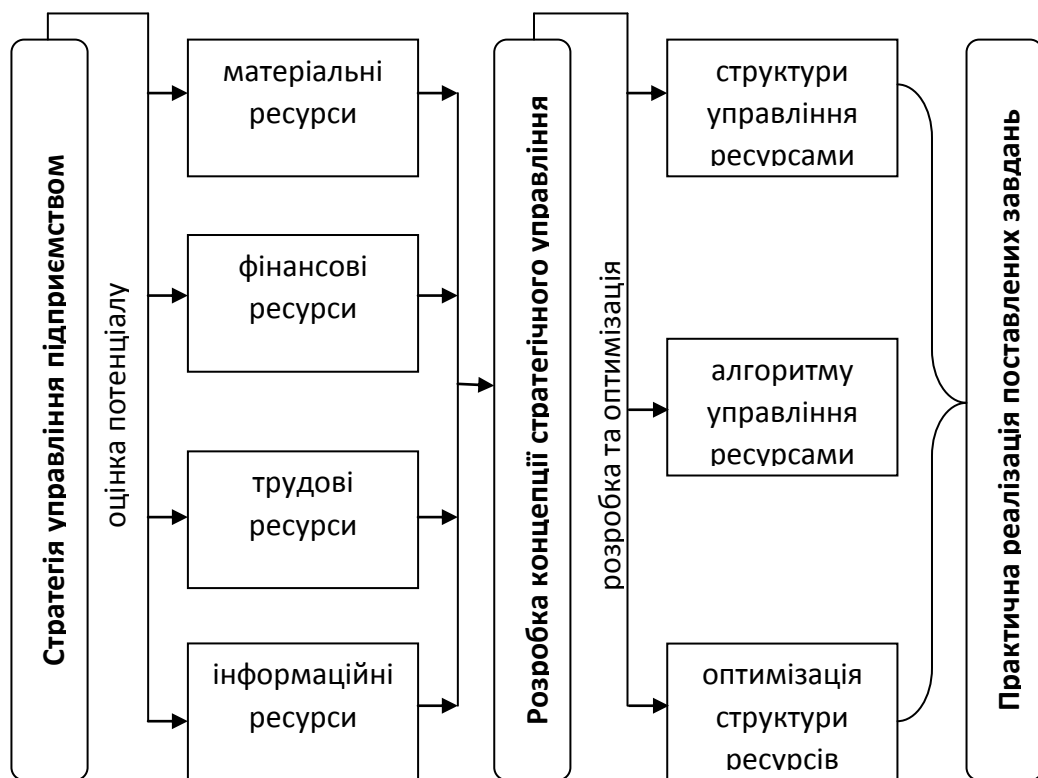 Стратегія управління підприємством
оцінка потенціалу
матеріальні
ресурси
фінансові
ресурси
трудові
ресурси
інформаційні
ресурси
Розробка концепції стратегічного управління
розробка та оптимізація
структури
управління
ресурсами
алгоритму
управління
ресурсами
оптимізація
структури
ресурсів
Практична реалізація поставлених завдань